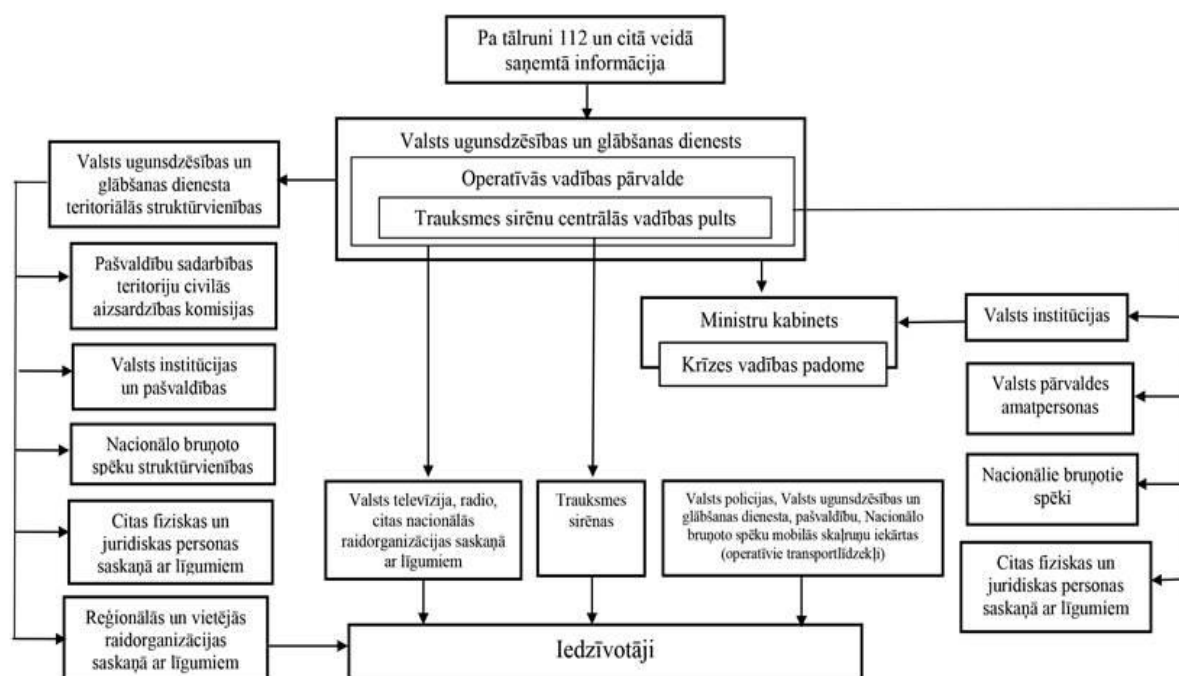 Pa tālruni 112 un citā veidā
saņemtā informācija
Valsts ugunsdzēsības un glābšanas dienests
Operatīvās vadības pārvalde
Trauksmes sirēnu centrālās vadības pults
Valsts ugunsdzēsības un
glābšanas dienesta
teritoriālās struktūrvienības
Pašvaldību sadarbības
teritoriju civilās
aizsardzības komisijas
Valsts institūcijas
un pašvaldības
Nacionālo bruņoto
spēku struktūrvienības
Citas fiziskas un
juridiskas personas
saskaņā ar līgumiem
Reģionālās un vietējās
raidorganizācijas
saskaņā ar līgumiem
Ministru kabinets
Krīzes vadības padome
Valsts institūcijas
Valsts pārvaldes
amatpersonas
Nacionālie bruņotie
spēki
Citas fiziskas un
juridiskas personas
saskaņā ar līgumiem
Valsts televīzija, radio,
citas nacionālās
raidorganizācijas saskaņā
ar līgumiem
Trauksmes
sirēnas
Valsts policijas, Valsts ugunsdzēsības un
glābšanas dienesta, pašvaldību, Nacionālo
bruņoto spēku mobilās skaļruņu iekārtas
(operatīvie transportlīdzekļi)
Iedzīvotāji